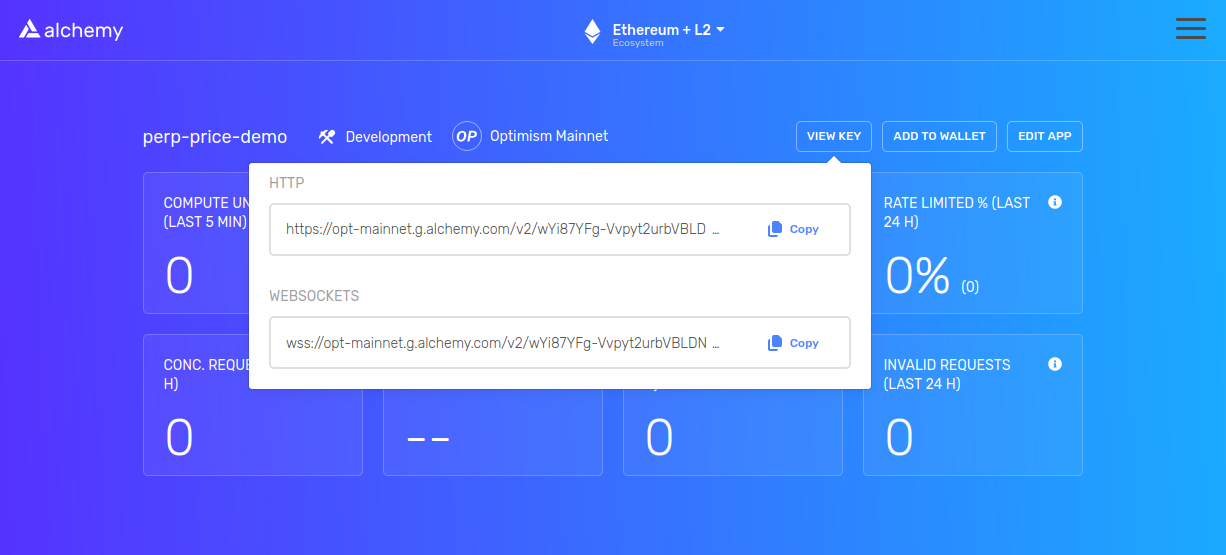 alchemy
Ethereum + L2
Ecosystem
perp-price-demo
Development
OP
Optimism Mainnet
VIEW KEY
ADD TO WALLET
EDIT APP
HTTP
https://opt-mainnet.g.alchemy.com/v2/wYi87YFg-Vvpyt2urbVBLD ...
Copy
WEBSOCKETS
wss://opt-mainnet.g.alchemy.com/v2/wYi87YFg-Vvpyt2urbVBLDN ...
Copy
COMPUTE UN
(LAST 5 MIN)
0
RATE LIMITED % (LAST
24 H)
0% (0)
CONC. REQUE
H)
0
--
0
INVALID REQUESTS
(LAST 24 H)
0